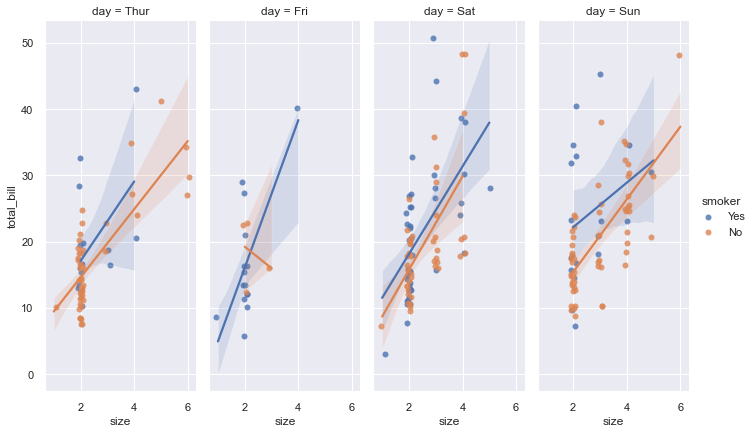 day = Thur
day = Fri
day = Sat
day = Sun
total_bill
50
40
30
20
10
0
2 4 6
2 4 6
2 4 6
2 4 6
size
size
size
size
smoker
Yes
No